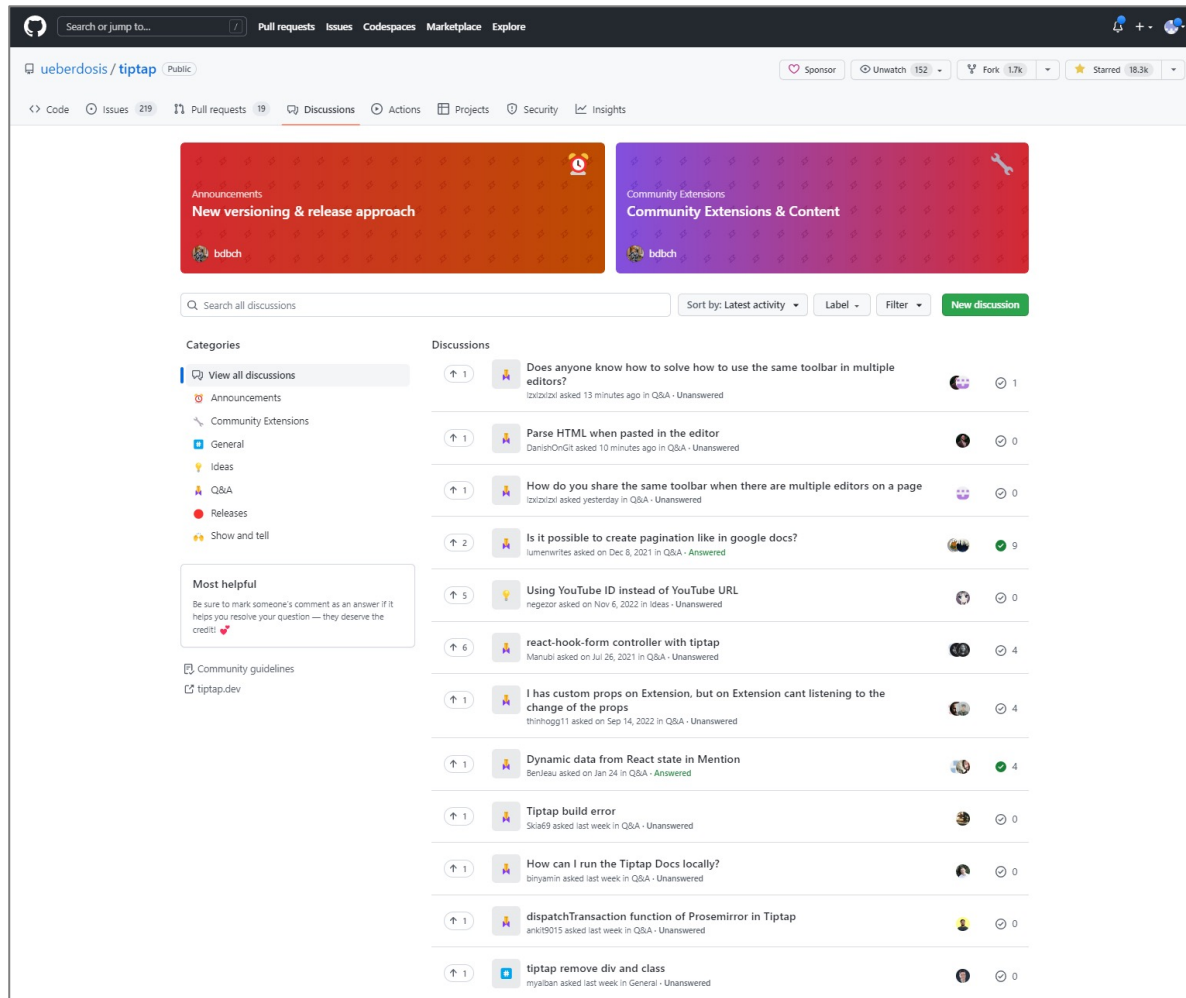 Search or jump to... /
Pull requests Issues Codespaces Marketplace Explore
ueberdosis / tiptap Public
Sponsor
Unwatch 152
Fork 1.7k
Starred 18.3k
Code
Issues 219
Pull requests 19
Discussions
Actions
Projects
Security
Insights
Announcements
New versioning & release approach
bdbch
Community Extensions
Community Extensions & Content
bdbch
Search all discussions
Sort by: Latest activity
Label
Filter
New discussion
Categories
View all discussions
Announcements
Community Extensions
General
Ideas
Q&A
Releases
Show and tell
Most helpful
Be sure to mark someone's comment as an answer if it
helps you resolve your question — they deserve the
credit! 💕
Community guidelines
tiptap.dev
Discussions
1
Does anyone know how to solve how to use the same toolbar in multiple
editors?
lzxlzxlzxl asked 13 minutes ago in Q&A · Unanswered
1
1
Parse HTML when pasted in the editor
DanishOnGit asked 10 minutes ago in Q&A · Unanswered
0
1
How do you share the same toolbar when there are multiple editors on a page
asked yesterday in Q&A · Unanswered
0
2
Is it possible to create pagination like in google docs?
lumenwrites asked on Dec 8, 2021 in Q&A · Answered
9
5
Using YouTube ID instead of YouTube URL
negezor asked on Nov 6, 2022 in Ideas · Unanswered
0
6
react-hook-form controller with tiptap
Manubi asked on Jul 26, 2021 in Q&A · Unanswered
4
1
I has custom props on Extension, but on Extension cant listening to the
change of the props
thinhogg11 asked on Sep 14, 2022 in Q&A · Unanswered
4
1
Dynamic data from React state in Mention
BenJeau asked on Jan 24 in Q&A · Answered
4
1
Tiptap build error
Skia69 asked last week in Q&A · Unanswered
0
1
How can I run the Tiptap Docs locally?
binyamin asked last week in Q&A · Unanswered
0
1
dispatchTransaction function of Prosemirror in Tiptap
ankit9015 asked last week in Q&A · Unanswered
0
1
tiptap remove div and class
myalban asked last week in General · Unanswered
0